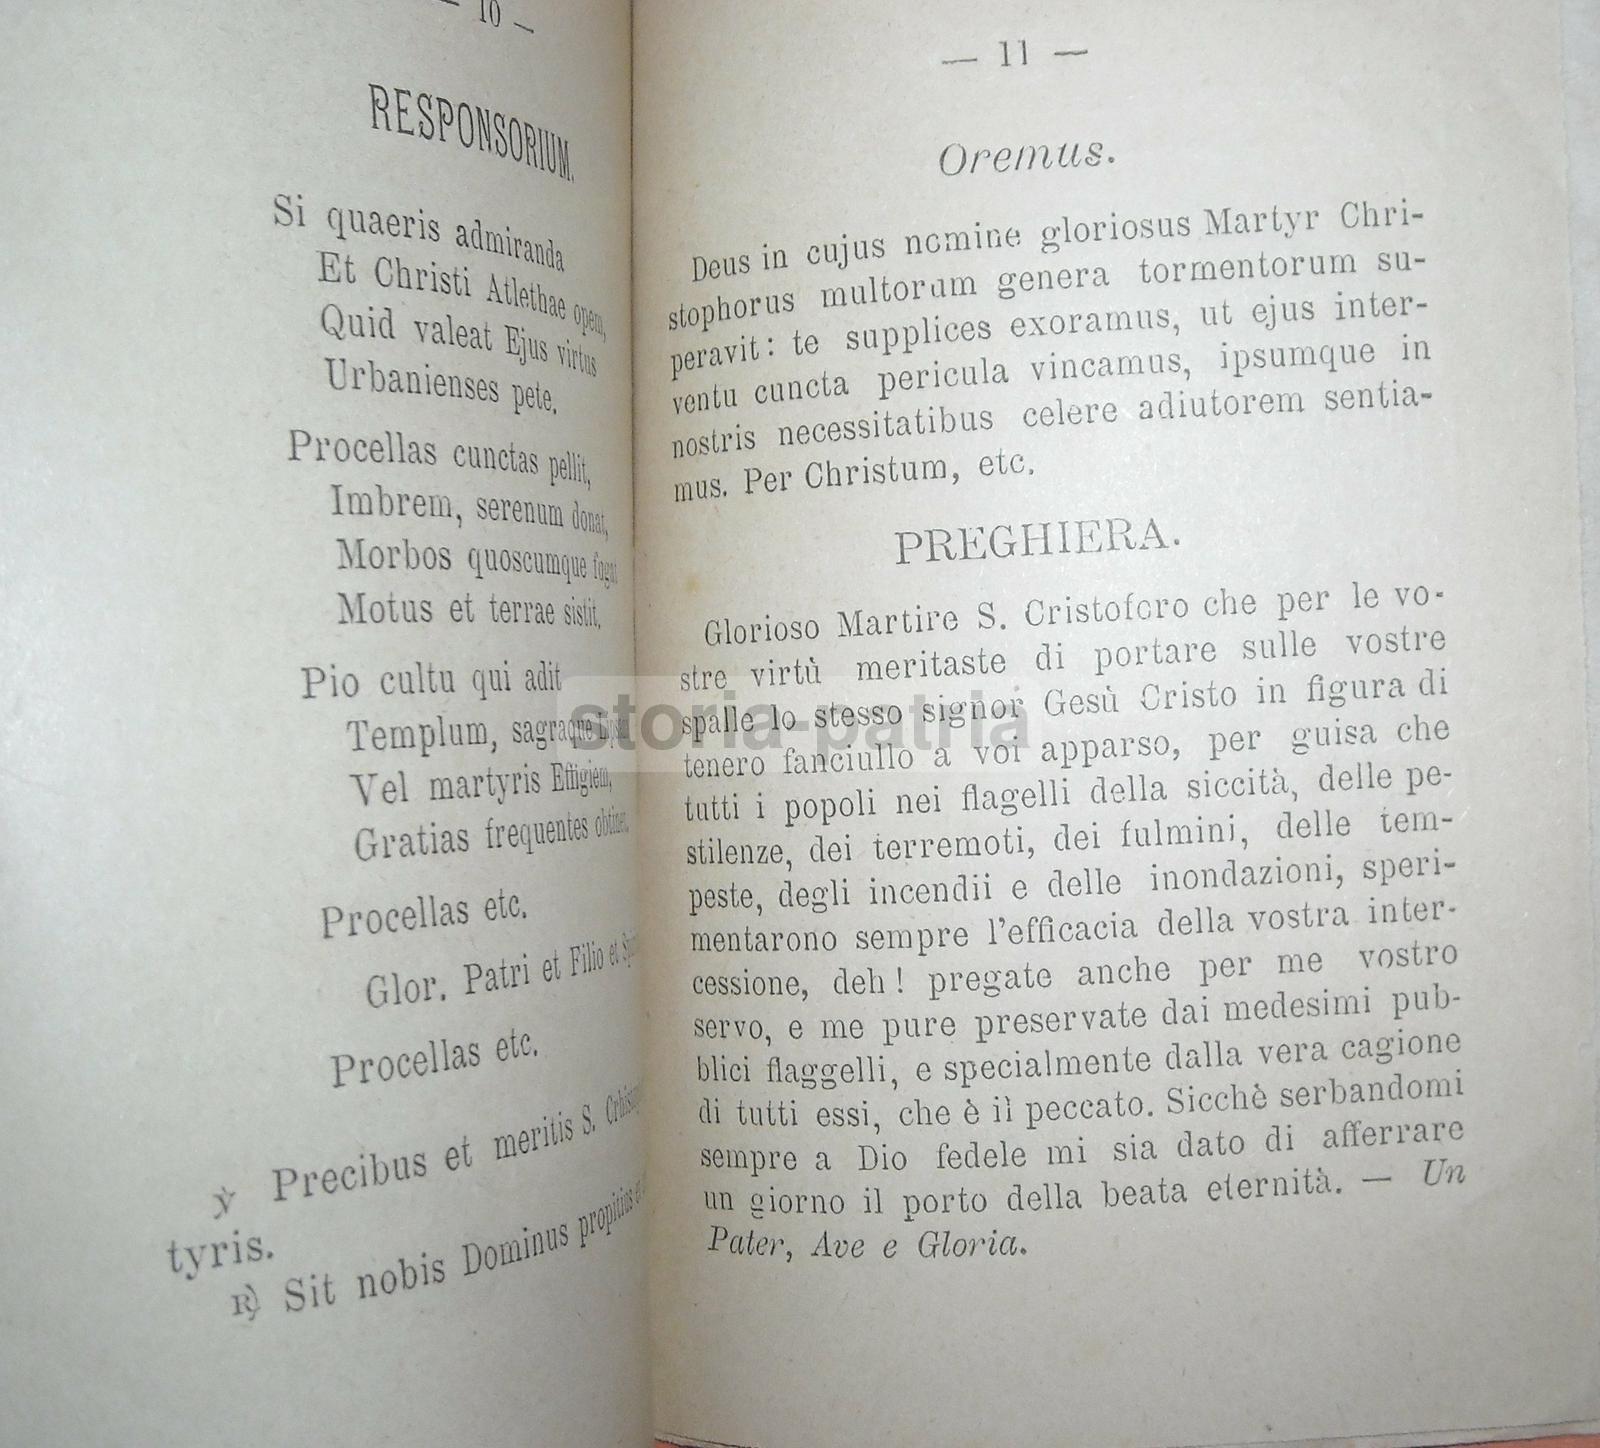 — 10 —
RESPONSORIUM.
Si quaeris admiranda
Et Christi Atlethae opem,
Quid valeat Ejus virtus
Urbanienses pete.
Procellas cunctas pellit,
Imbrem, serenum donat,
Morbos quoscumque
Motus et terrae sistit,
Pio cultu qui adit
Templum, sagraque
Vel martyris Effigiem,
Gratias frequentes
Procellas etc.
Glor. Patri et Filio et
Procellas etc.
℣ Precibus et meritis S.
tyris.
℟ Sit nobis Dominus propitius
— 11 —
Oremus.
Deus in cujus nomine gloriosus Martyr Chri-
stophorus multorum genera tormentorum su-
peravit: te supplices exoramus, ut ejus inter-
ventu cuncta pericula vincamus, ipsumque in
nostris necessitatibus celere adiutorem sentia-
mus. Per Christum, etc.
PREGHIERA.
Glorioso Martire S. Cristoforo che per le vo-
stre virtù meritaste di portare sulle vostre
spalle lo stesso signor Gesù Cristo in figura di
tenero fanciullo a voi apparso, per guisa che
tutti i popoli nei flagelli della siccità, delle pe-
stilenze, dei terremoti, dei fulmini, delle tem-
peste, degli incendii e delle inondazioni, speri-
mentarono sempre l'efficacia della vostra inter-
cessione, deh! pregate anche per me vostro
servo, e me pure preservate dai medesimi pub-
blici flaggelli, e specialmente dalla vera cagione
di tutti essi, che è il peccato. Sicchè serbandomi
sempre a Dio fedele mi sia dato di afferrare
un giorno il porto della beata eternità. — Un
Pater, Ave e Gloria.
storia-patria